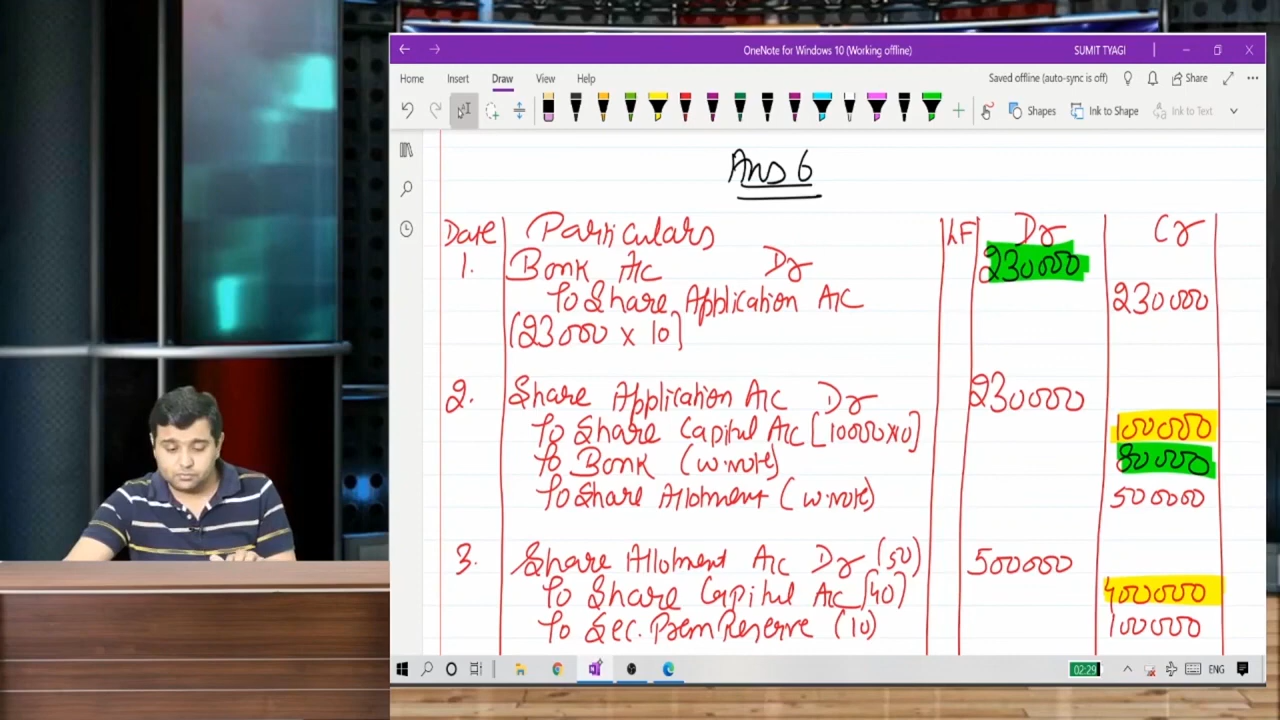 OneNote for Windows 10 (Working offline)
SUMIT TYAGI
Home Insert Draw View Help
Saved offline (auto-sync is off)
Share
Shapes
Ink to Shape
Ink to Text
Ans 6
Date Particulars LF Dr Cr
1. Bank A/c Dr 230000
To Share Application A/c 230000
(23000 x 10)
2. Share Application A/c Dr 230000
To Share Capital A/c [10000x10] 100000
To Bank (w.note) 80000
To Share Allotment (w.note) 500000
3. Share Allotment A/c Dr (50) 500000
To Share Capital A/c (40) 400000
To Sec. Prem Reserve (10) 100000
02:29
ENG